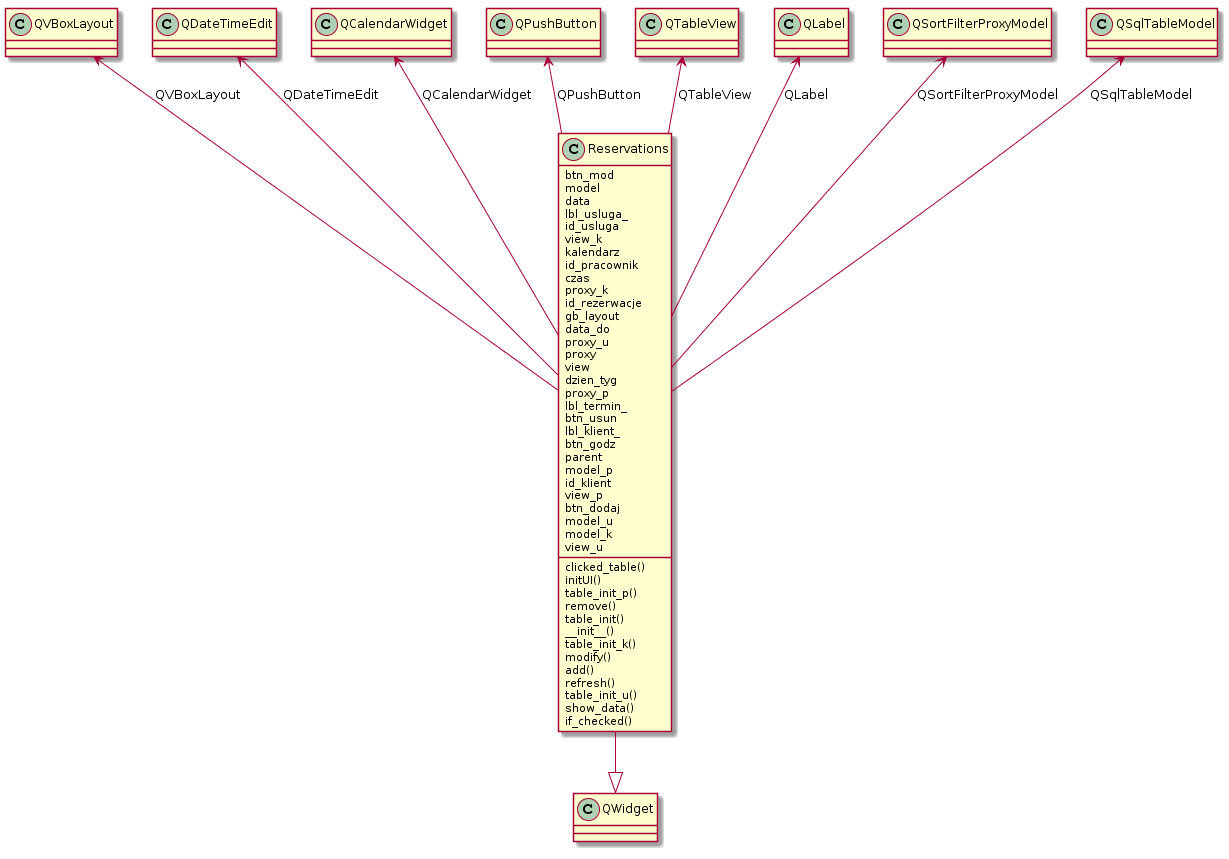 C QVBoxLayout
C QDateTimeEdit
C QCalendarWidget
C QPushButton
C QTableView
C QLabel
C QSortFilterProxyModel
C QSqlTableModel
QVBoxLayout
QDateTimeEdit
QCalendarWidget
QPushButton
QTableView
QLabel
QSortFilterProxyModel
QSqlTableModel
C Reservations
btn_mod
model
data
lbl_usluga_
id_usluga
view_k
kalendarz
id_pracownik
czas
proxy_k
id_rezerwacje
gb_layout
data_do
proxy_u
proxy
view
dzien_tyg
proxy_p
lbl_termin_
btn_usun
lbl_klient_
btn_godz
parent
model_p
id_klient
view_p
btn_dodaj
model_u
model_k
view_u
clicked_table()
initUI()
table_init_p()
remove()
table_init()
__init__()
table_init_k()
modify()
add()
refresh()
table_init_u()
show_data()
if_checked()
C QWidget